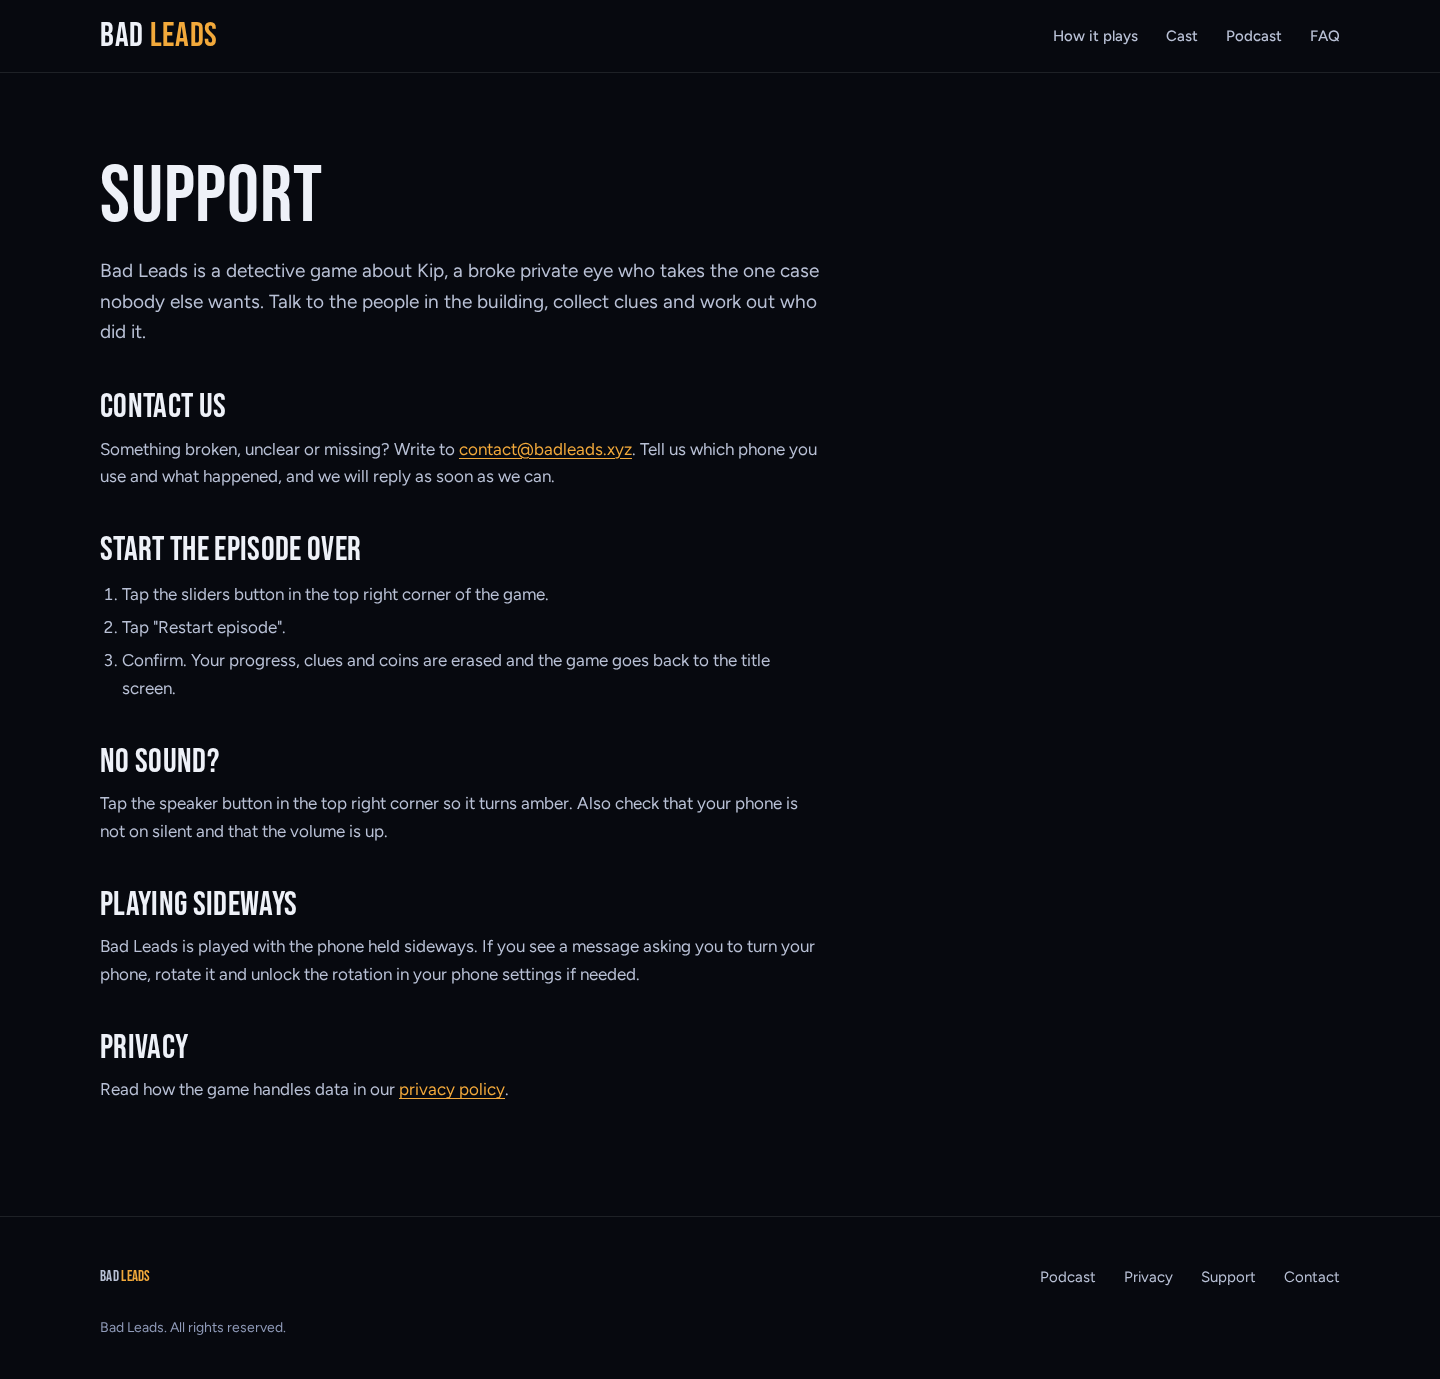 BAD LEADS
How it plays
Cast
Podcast
FAQ
SUPPORT
Bad Leads is a detective game about Kip, a broke private eye who takes the one case
nobody else wants. Talk to the people in the building, collect clues and work out who
did it.
CONTACT US
Something broken, unclear or missing? Write to contact@badleads.xyz. Tell us which phone you
use and what happened, and we will reply as soon as we can.
START THE EPISODE OVER
1. Tap the sliders button in the top right corner of the game.
2. Tap "Restart episode".
3. Confirm. Your progress, clues and coins are erased and the game goes back to the title
screen.
NO SOUND?
Tap the speaker button in the top right corner so it turns amber. Also check that your phone is
not on silent and that the volume is up.
PLAYING SIDEWAYS
Bad Leads is played with the phone held sideways. If you see a message asking you to turn your
phone, rotate it and unlock the rotation in your phone settings if needed.
PRIVACY
Read how the game handles data in our privacy policy.
BAD LEADS
Podcast
Privacy
Support
Contact
Bad Leads. All rights reserved.